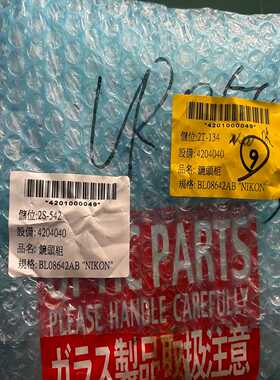 *4201000049*
儲位:2T-134
設備:4204040
品名:鏡頭組
規格:BL08642AB "NIKON"
9
*4201000049*
儲位:2S-542
設備:4204040
品名:鏡頭組
規格:BL08642AB "NIKON"
PARTS
PLEASE HANDLE CAREFULLY
ガラス製品取扱注意